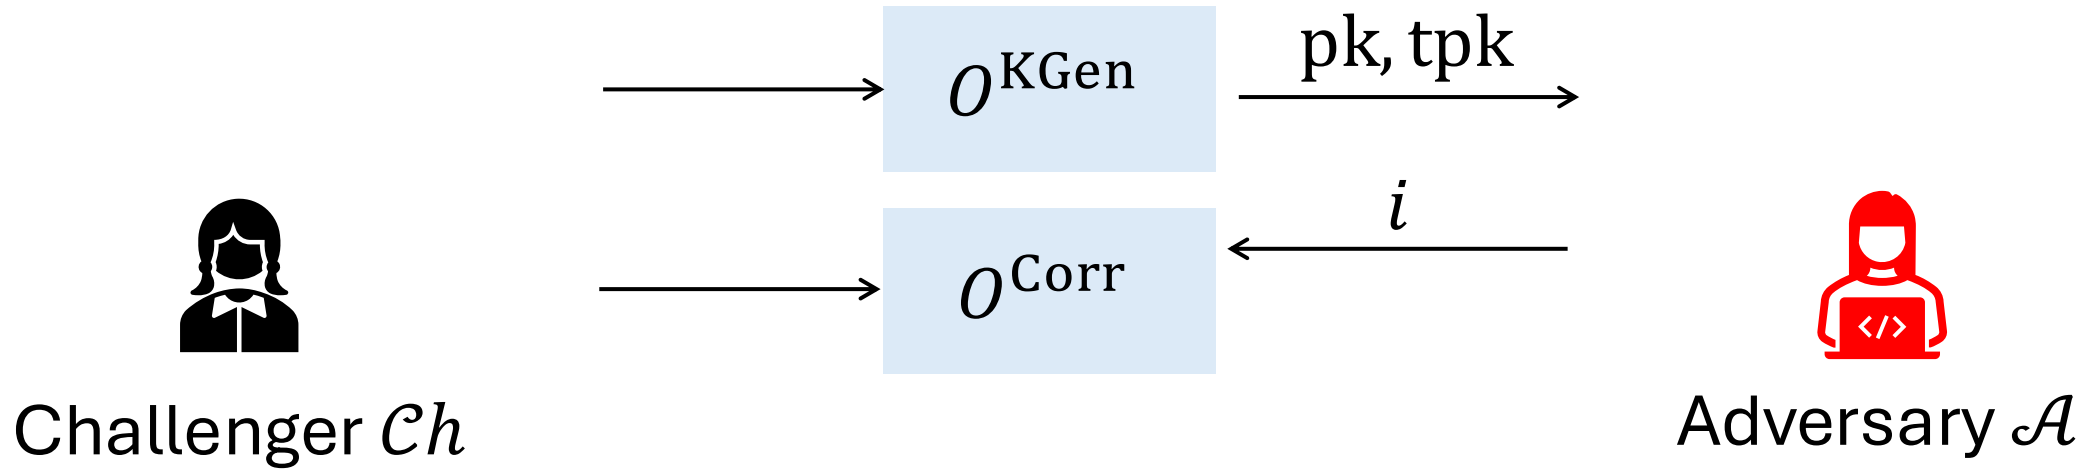 O^KGen
pk, tpk
i
O^Corr
</>
Challenger 𝒞h
Adversary 𝒜